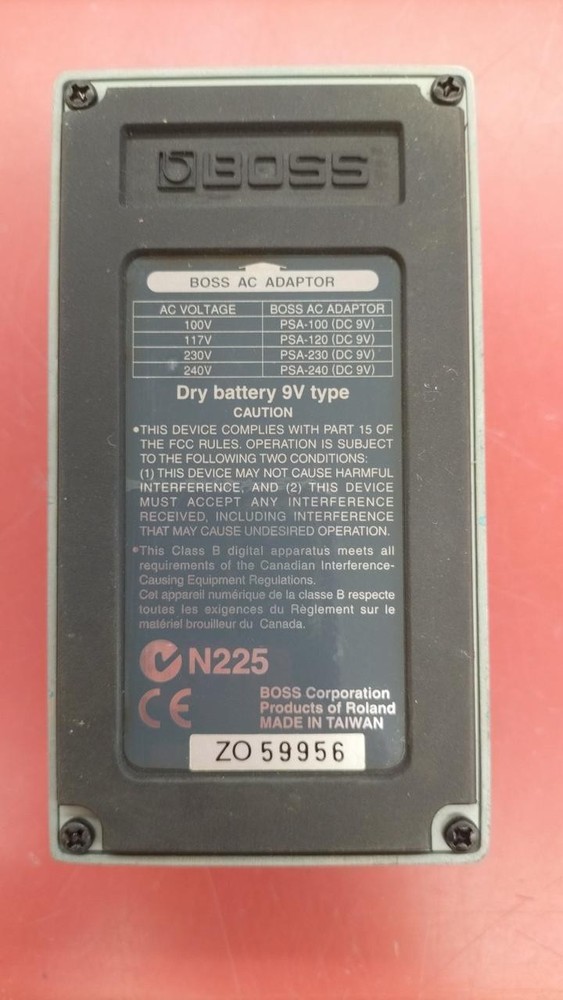 BOSS
BOSS AC ADAPTOR
AC VOLTAGE BOSS AC ADAPTOR
100V PSA-100 (DC 9V)
117V PSA-120 (DC 9V)
230V PSA-230 (DC 9V)
240V PSA-240 (DC 9V)
Dry battery 9V type
CAUTION
•THIS DEVICE COMPLIES WITH PART 15 OF
THE FCC RULES. OPERATION IS SUBJECT
TO THE FOLLOWING TWO CONDITIONS:
(1) THIS DEVICE MAY NOT CAUSE HARMFUL
INTERFERENCE, AND (2) THIS DEVICE
MUST ACCEPT ANY INTERFERENCE
RECEIVED, INCLUDING INTERFERENCE
THAT MAY CAUSE UNDESIRED OPERATION.
•This Class B digital apparatus meets all
requirements of the Canadian Interference-
Causing Equipment Regulations.
Cet appareil numérique de la classe B respecte
toutes les exigences du Règlement sur le
matériel brouilleur du Canada.
N225
CE
BOSS Corporation
Products of Roland
MADE IN TAIWAN
ZO 59956